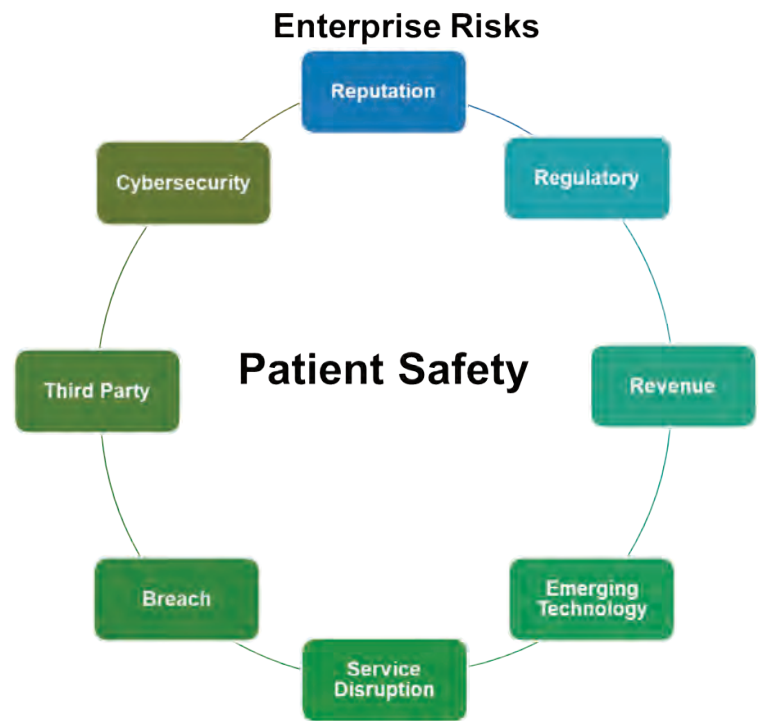 Enterprise Risks
Reputation
Regulatory
Revenue
Emerging
Technology
Service
Disruption
Breach
Third Party
Cybersecurity
Patient Safety